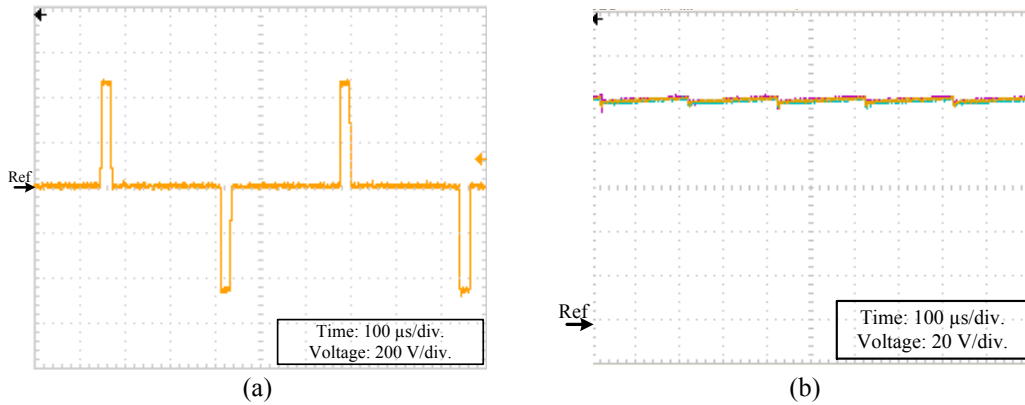 Ref
Time: 100 µs/div.
Voltage: 200 V/div.
(a)
Ref
Time: 100 µs/div.
Voltage: 20 V/div.
(b)